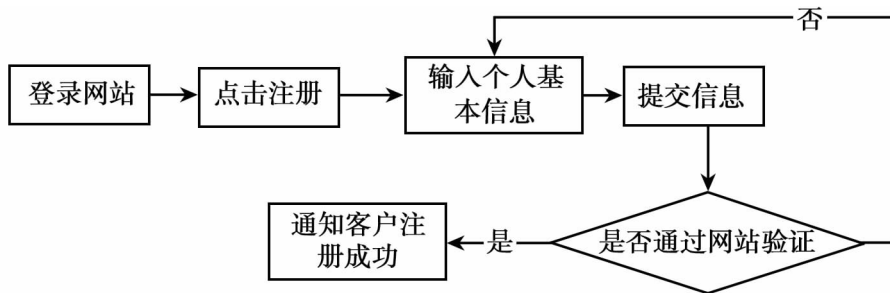 否
登录网站
点击注册
输入个人基
本信息
提交信息
通知客户注
册成功
是
是否通过网站验证